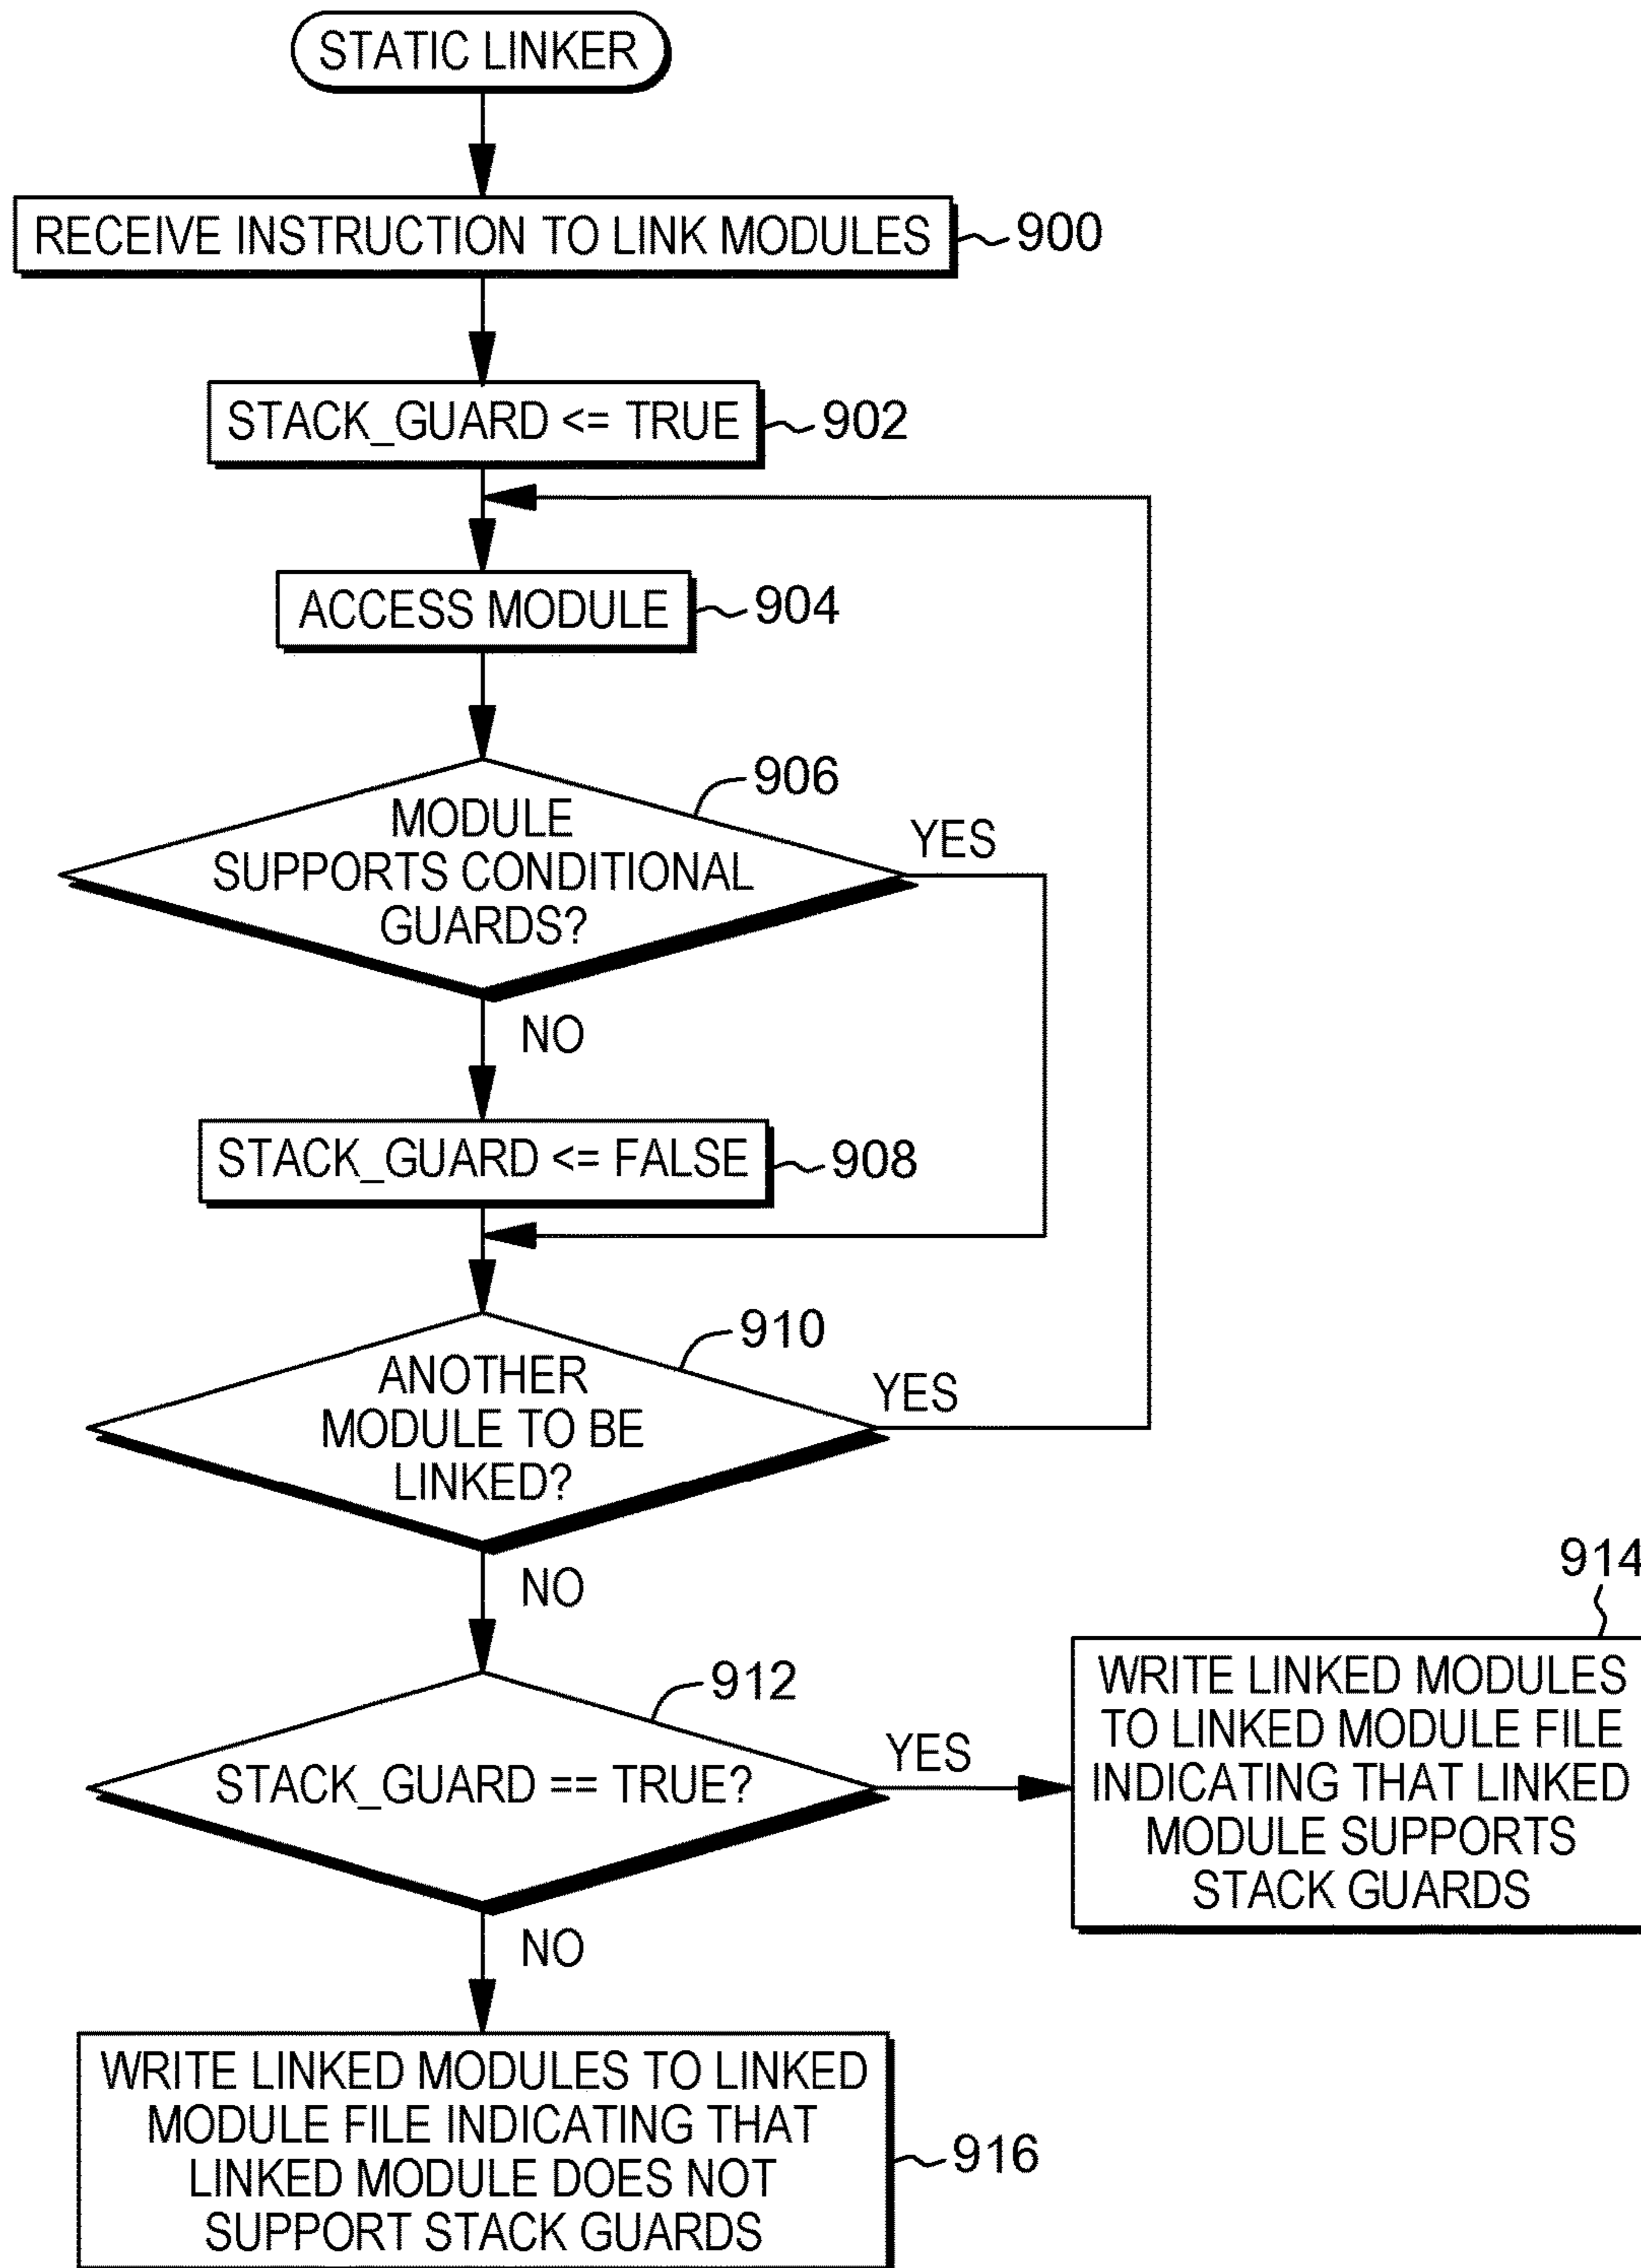 STATIC LINKER
RECEIVE INSTRUCTION TO LINK MODULES
900
STACK_GUARD <= TRUE
902
ACCESS MODULE
904
906
MODULE
SUPPORTS CONDITIONAL
GUARDS?
YES
NO
STACK_GUARD <= FALSE
908
910
ANOTHER
MODULE TO BE
LINKED?
YES
NO
912
STACK_GUARD == TRUE?
YES
NO
914
WRITE LINKED MODULES
TO LINKED MODULE FILE
INDICATING THAT LINKED
MODULE SUPPORTS
STACK GUARDS
WRITE LINKED MODULES TO LINKED
MODULE FILE INDICATING THAT
LINKED MODULE DOES NOT
SUPPORT STACK GUARDS
916